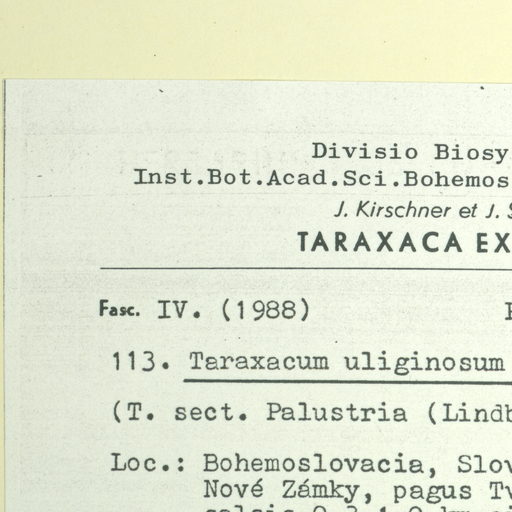 Divisio Biosy
Inst.Bot.Acad.Sci.Bohemos
J. Kirschner et J. S
TARAXACA EX
Fasc. IV. (1988)
113. Taraxacum uliginosum
(T. sect. Palustria (Lindb
Loc.: Bohemoslovacia, Slov
Nové Zámky, pagus Tv